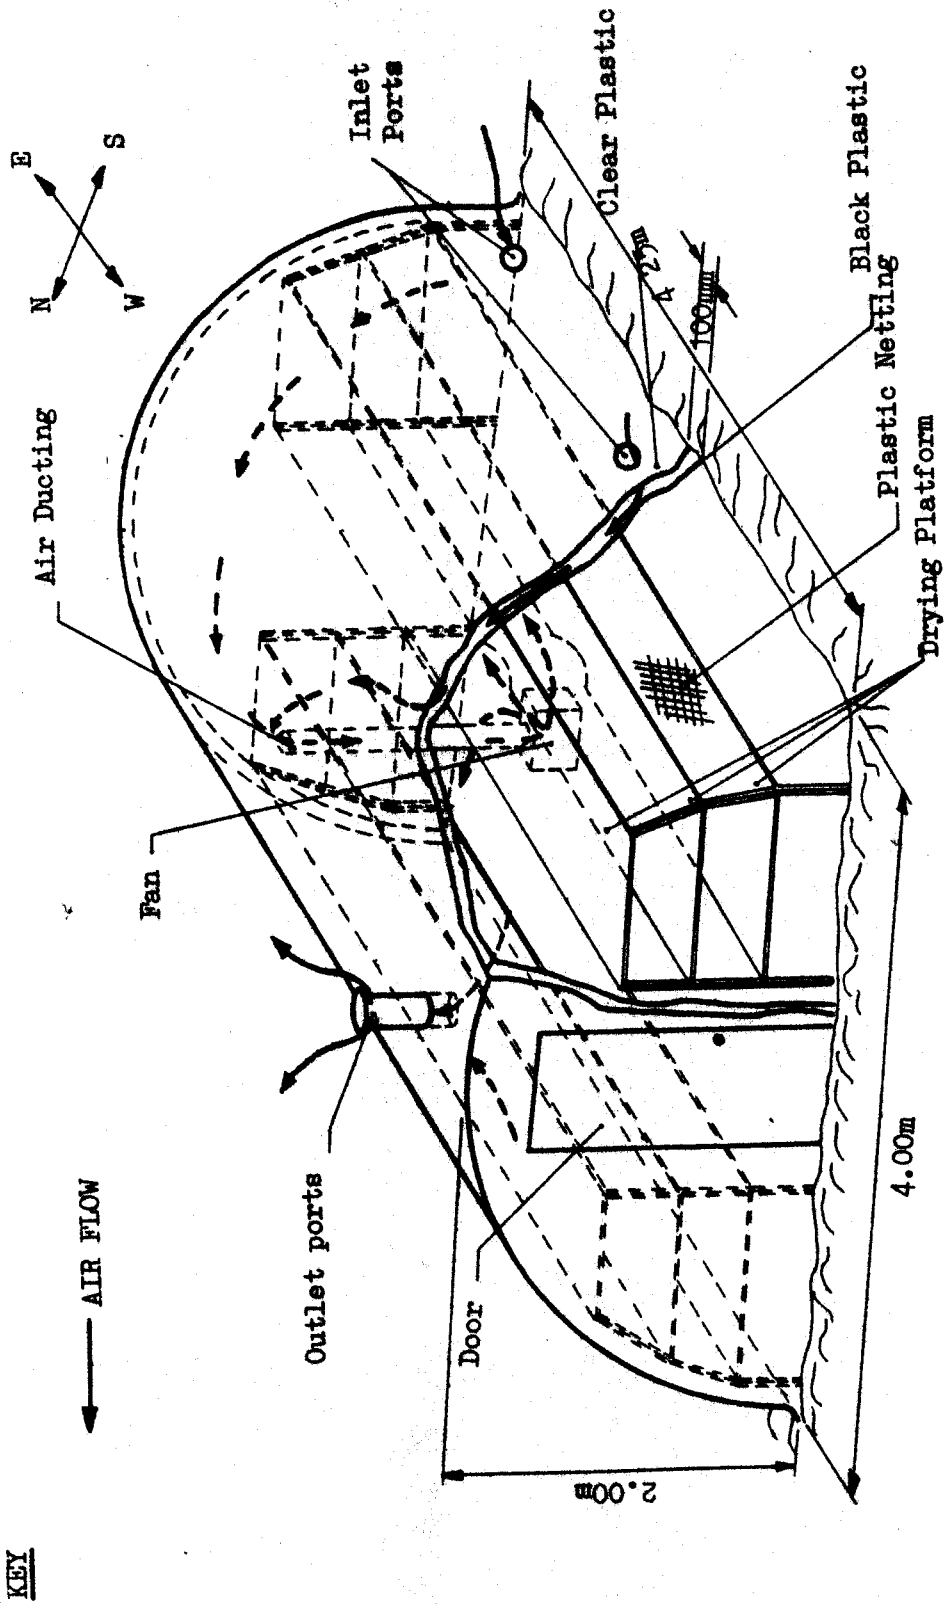 KEY
AIR FLOW
N
E
S
W
Air Ducting
Inlet
Ports
Fan
Outlet ports
Door
Clear Plastic
Black Plastic
Plastic Netting
Drying Platform
100mm
4.00m
2.00m